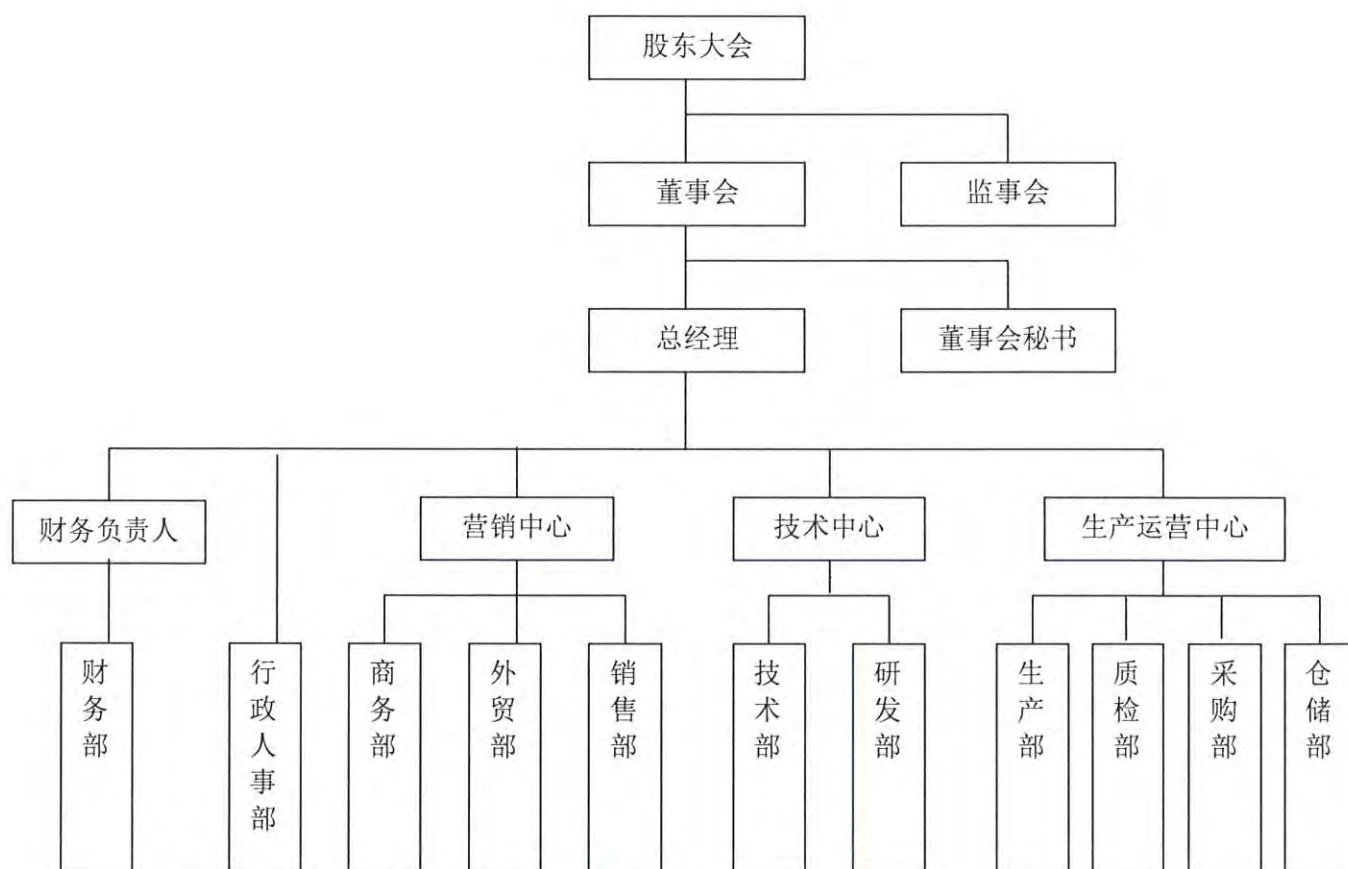 股东大会
董事会
监事会
总经理
董事会秘书
财务负责人
营销中心
技术中心
生产运营中心
财务部
行政人事部
商务部
外贸部
销售部
技术部
研发部
生产部
质检部
采购部
仓储部